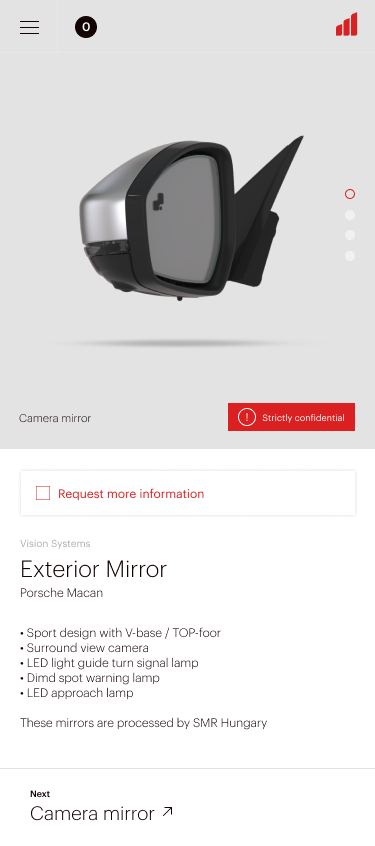 0
Camera mirror
! Strictly confidential
Request more information
Vision Systems
Exterior Mirror
Porsche Macan
• Sport design with V-base / TOP-foor
• Surround view camera
• LED light guide turn signal lamp
• Dimd spot warning lamp
• LED approach lamp
These mirrors are processed by SMR Hungary
Next
Camera mirror ↗